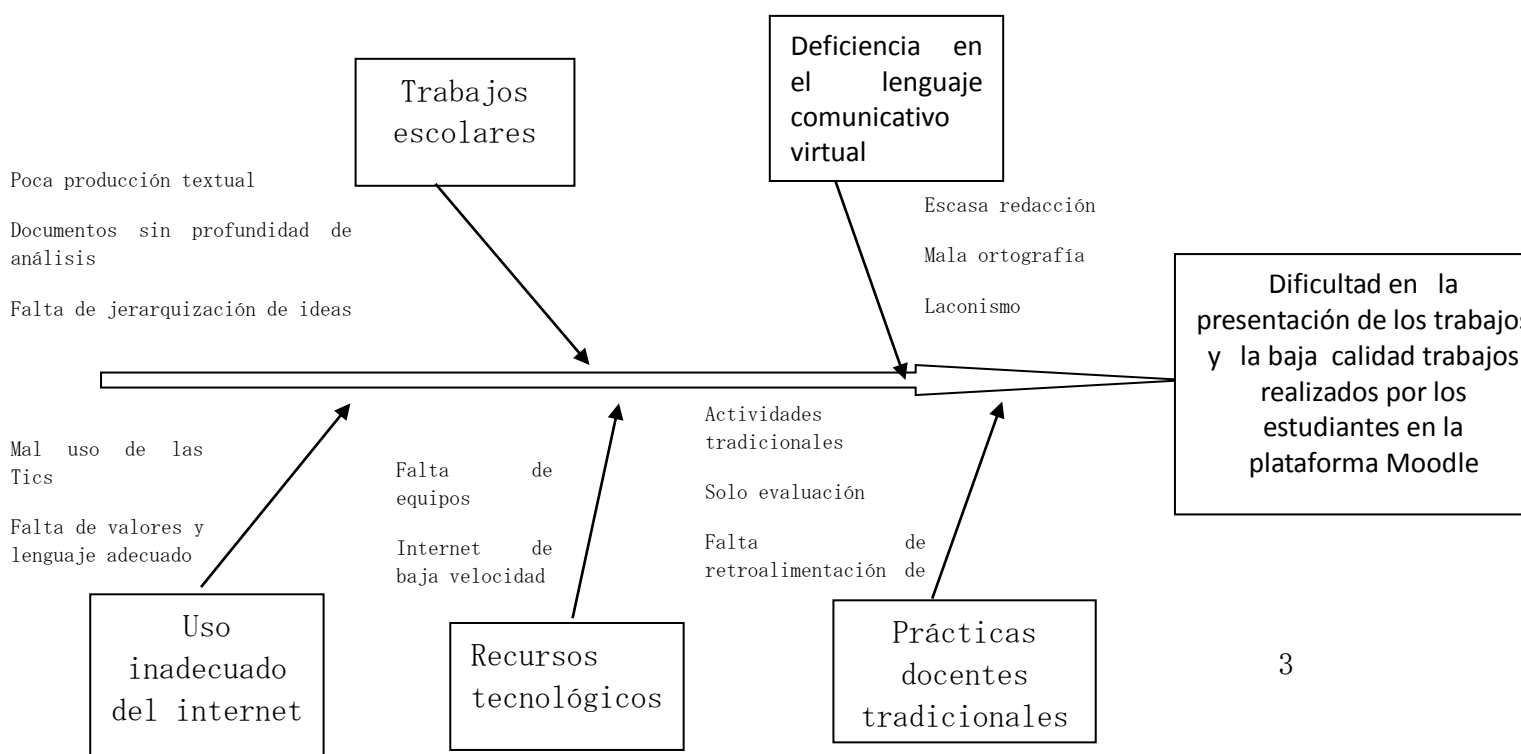 Trabajos
escolares
Deficiencia en
el lenguaje
comunicativo
virtual
Poca producción textual
Documentos sin profundidad de
análisis
Falta de jerarquización de ideas
Escasa redacción
Mala ortografía
Laconismo
Dificultad en la
presentación de los trabajos
y la baja calidad trabajos
realizados por los
estudiantes en la
plataforma Moodle
Mal uso de las
Tics
Falta de valores y
lenguaje adecuado
Falta de
equipos
Internet de
baja velocidad
Actividades
tradicionales
Solo evaluación
Falta de
retroalimentación de
Uso
inadecuado
del internet
Recursos
tecnológicos
Prácticas
docentes
tradicionales
3